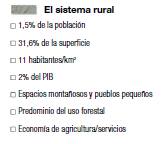 El sistema rural
1,5% de la población
31,6% de la superficie
11 habitantes/km²
2% del PIB
Espacios montañosos y pueblos pequeños
Predominio del uso forestal
Economía de agricultura/servicios